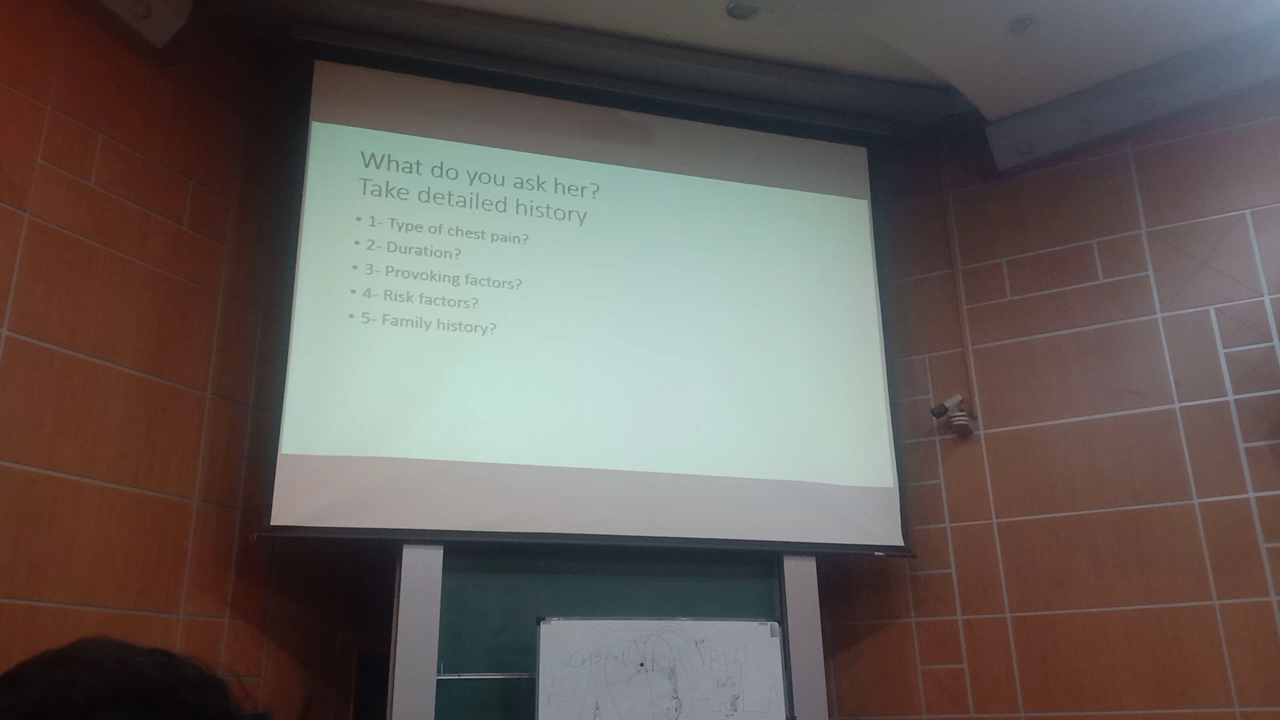 What do you ask her?
Take detailed history
• 1- Type of chest pain?
• 2- Duration?
• 3- Provoking factors?
• 4- Risk factors?
• 5- Family history?